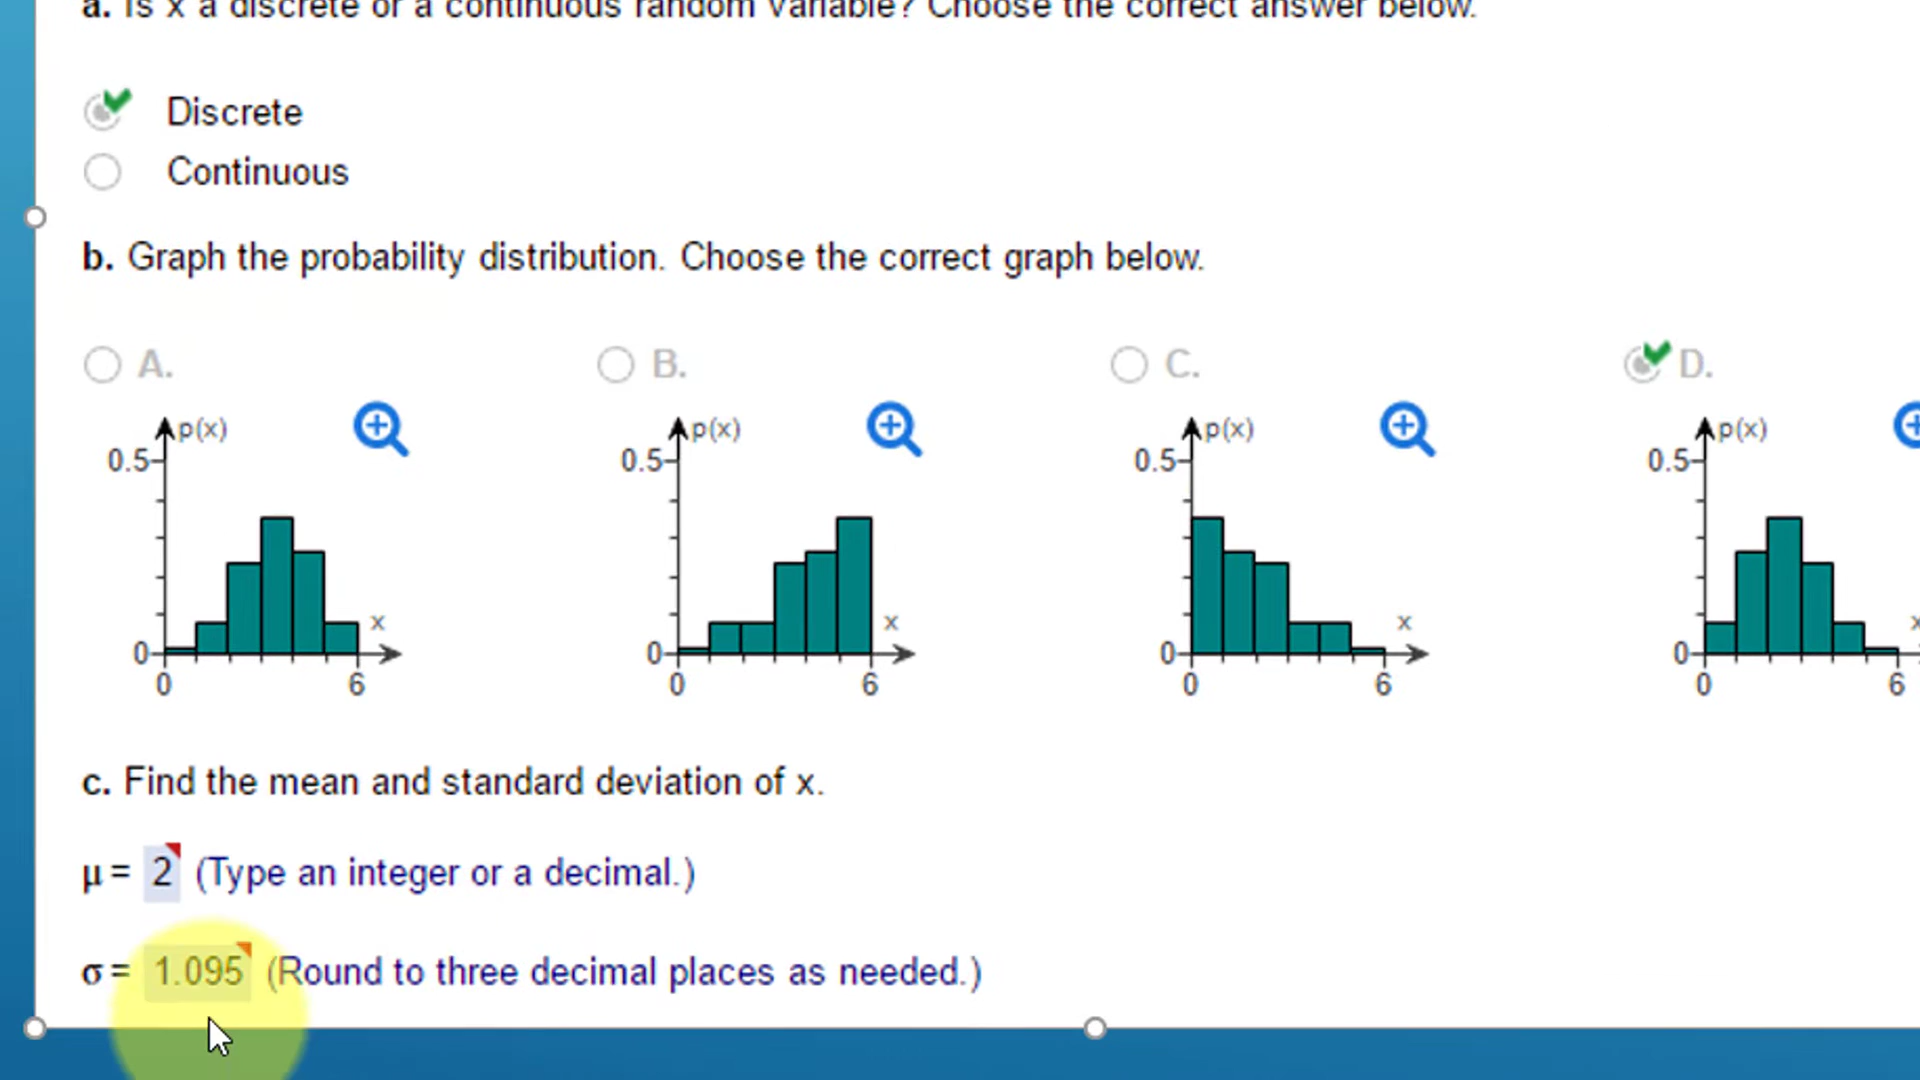 a. Is x a discrete or a continuous random variable? Choose the correct answer below.
Discrete
Continuous
b. Graph the probability distribution. Choose the correct graph below.
A. B. C. D.
p(x) p(x) p(x) p(x)
0.5 0.5 0.5 0.5
x x x x
0 0 0 0
0 6 0 6 0 6 0 6
c. Find the mean and standard deviation of x.
μ = 2 (Type an integer or a decimal.)
σ = 1.095 (Round to three decimal places as needed.)